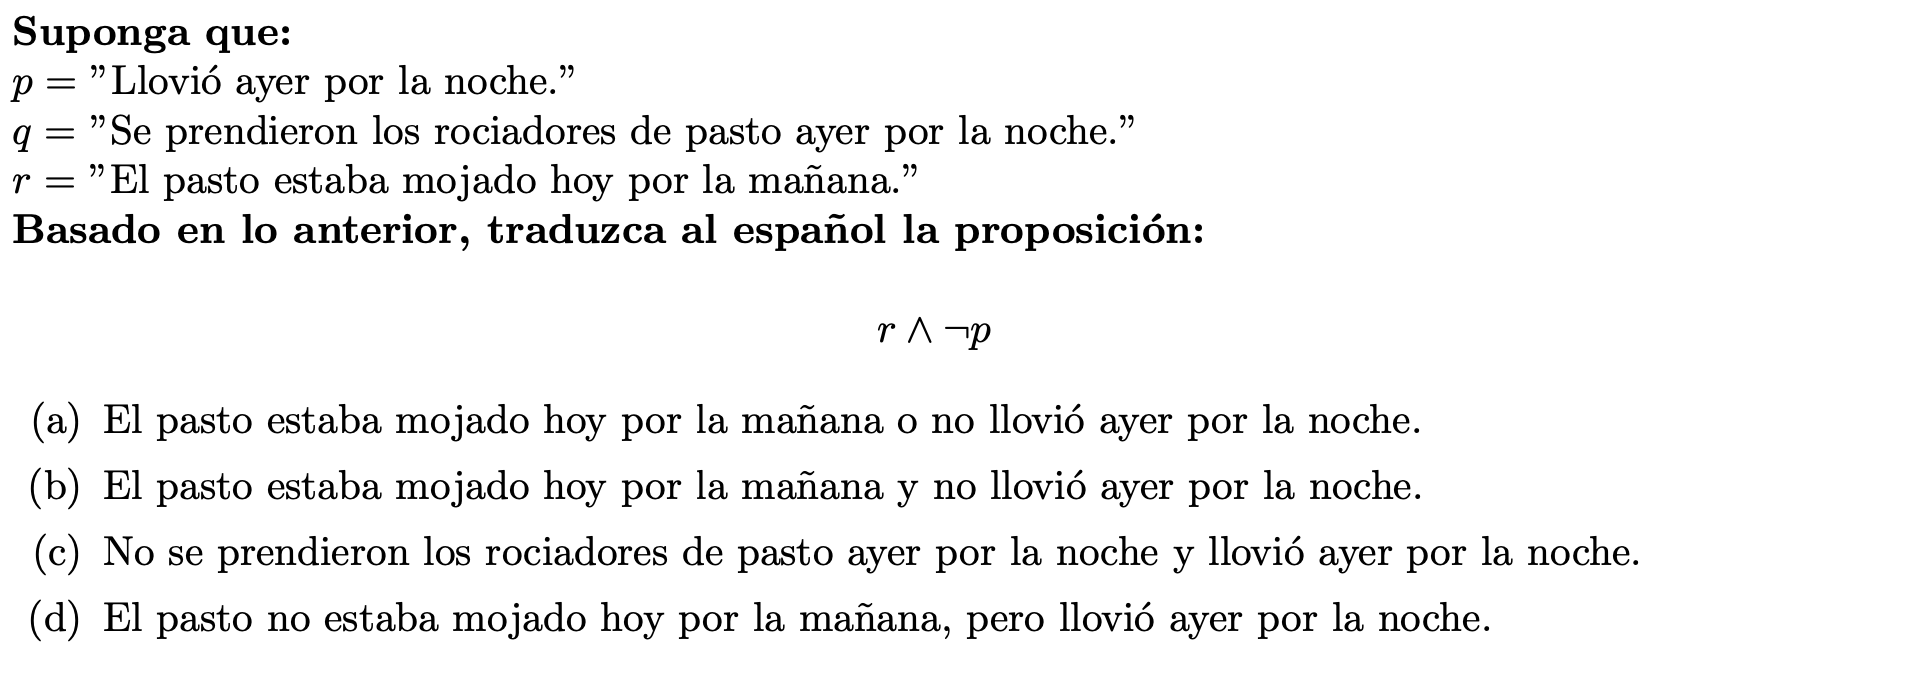 Suponga que:
p = ”Llovió ayer por la noche.”
q = ”Se prendieron los rociadores de pasto ayer por la noche.”
r = ”El pasto estaba mojado hoy por la mañana.”
Basado en lo anterior, traduzca al español la proposición:
r ∧ ¬p
(a) El pasto estaba mojado hoy por la mañana o no llovió ayer por la noche.
(b) El pasto estaba mojado hoy por la mañana y no llovió ayer por la noche.
(c) No se prendieron los rociadores de pasto ayer por la noche y llovió ayer por la noche.
(d) El pasto no estaba mojado hoy por la mañana, pero llovió ayer por la noche.